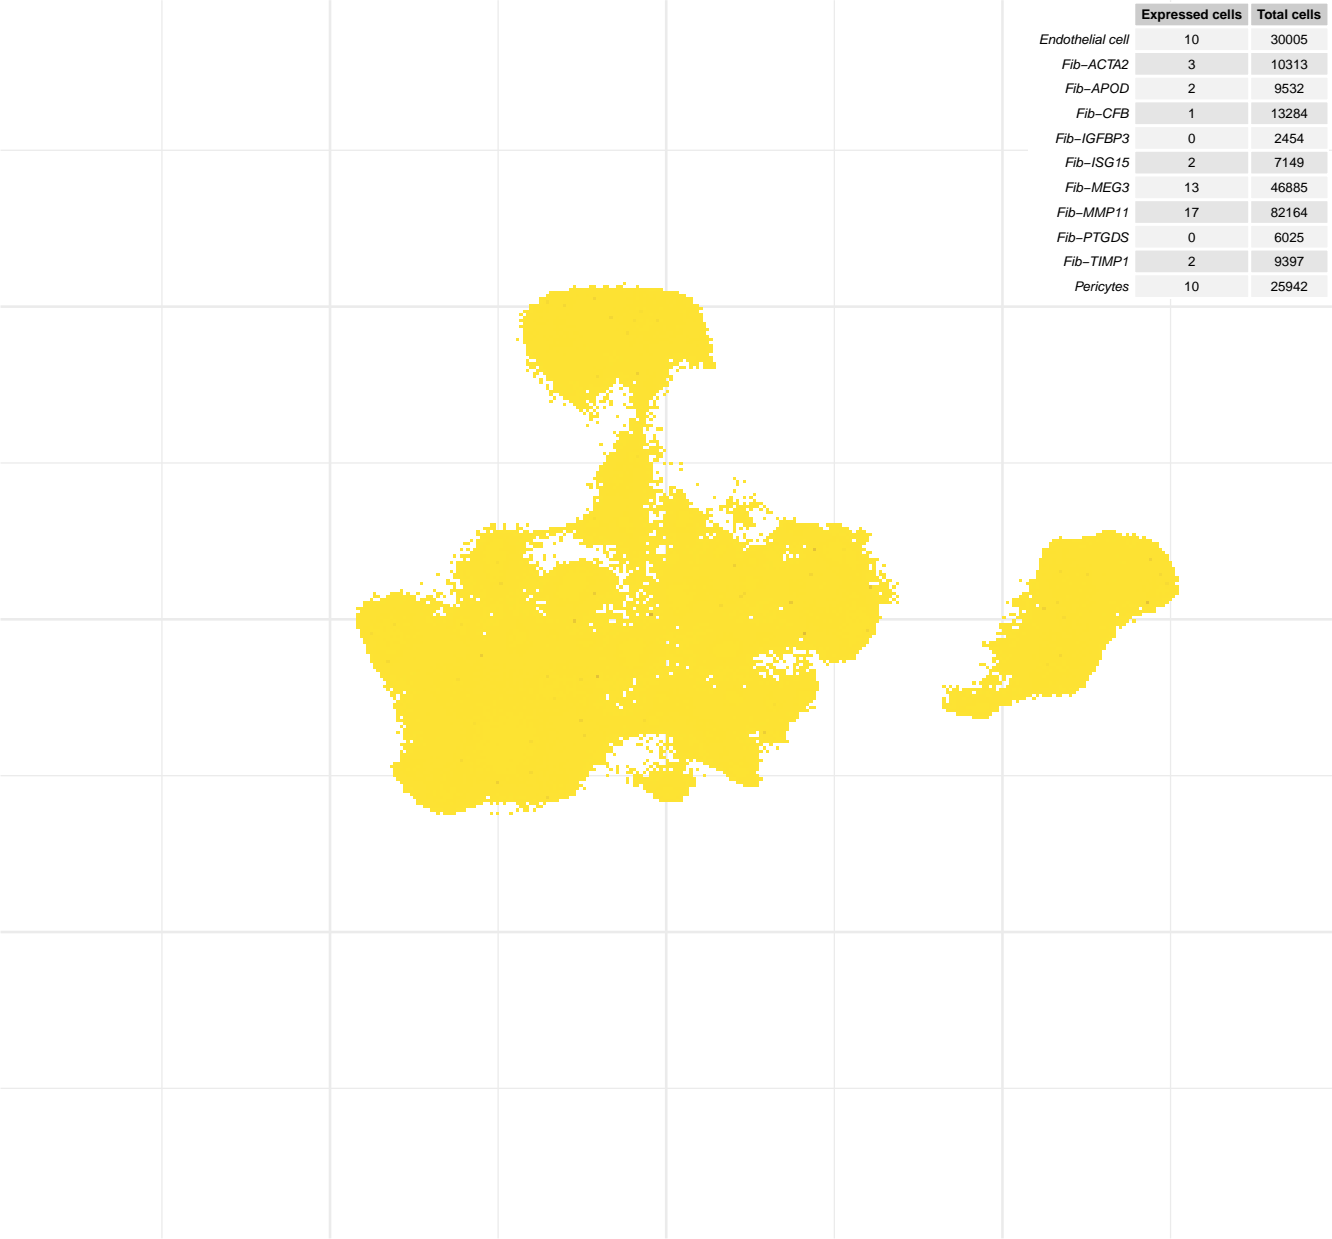 Expressed cells Total cells
Endothelial cell 10 30005
Fib−ACTA2 3 10313
Fib−APOD 2 9532
Fib−CFB 1 13284
Fib−IGFBP3 0 2454
Fib−ISG15 2 7149
Fib−MEG3 13 46885
Fib−MMP11 17 82164
Fib−PTGDS 0 6025
Fib−TIMP1 2 9397
Pericytes 10 25942